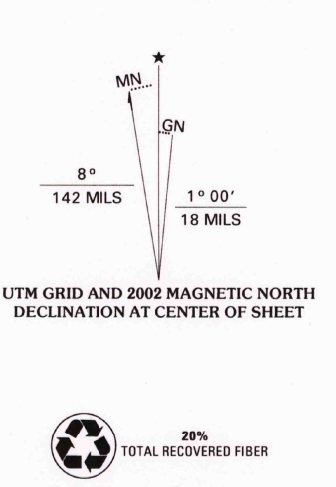 ★
MN
GN
8°
142 MILS
1° 00′
18 MILS
UTM GRID AND 2002 MAGNETIC NORTH
DECLINATION AT CENTER OF SHEET
20%
TOTAL RECOVERED FIBER